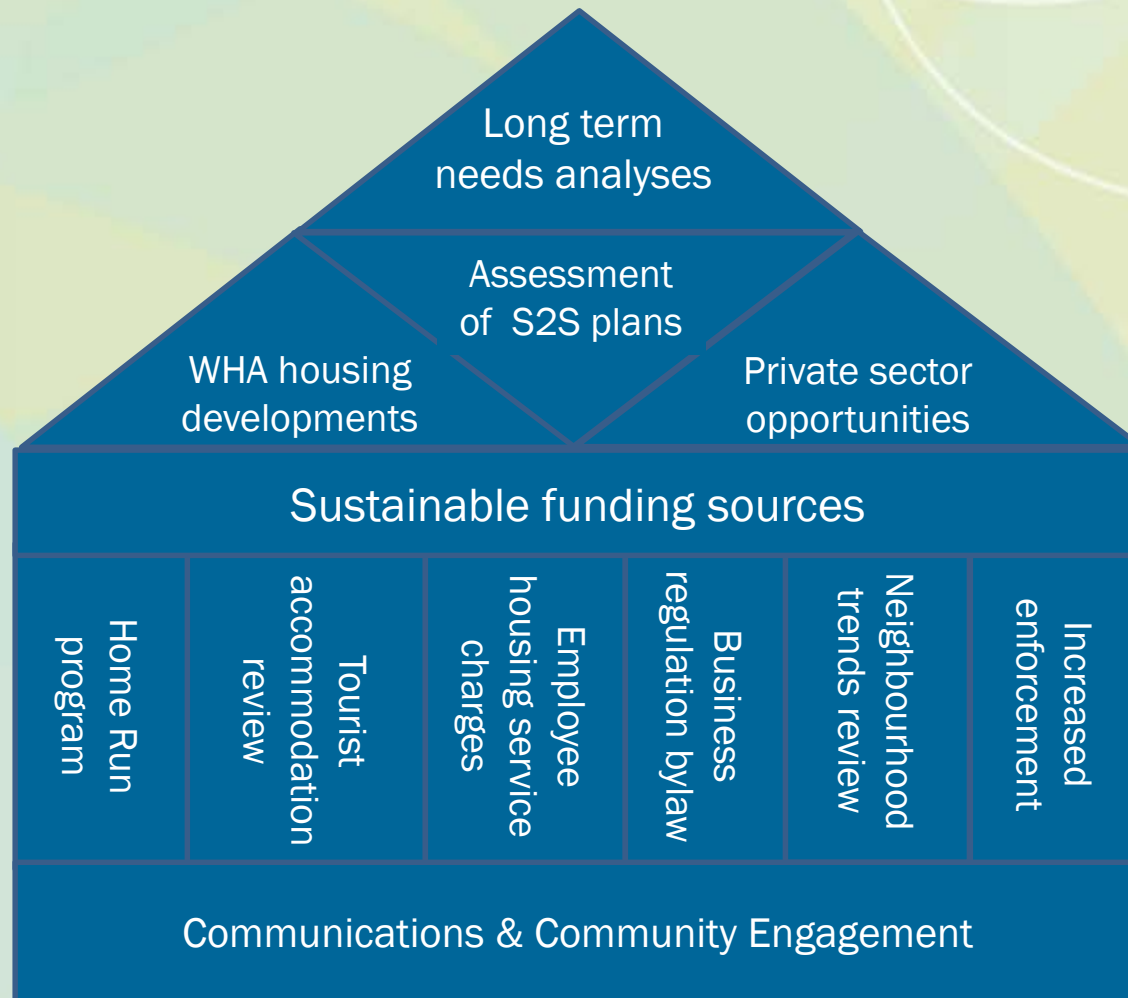 Long term
needs analyses
Assessment
of S2S plans
WHA housing
developments
Private sector
opportunities
Sustainable funding sources
Home Run
program
Tourist
accommodation
review
Employee
housing service
charges
Business
regulation bylaw
Neighbourhood
trends review
Increased
enforcement
Communications & Community Engagement